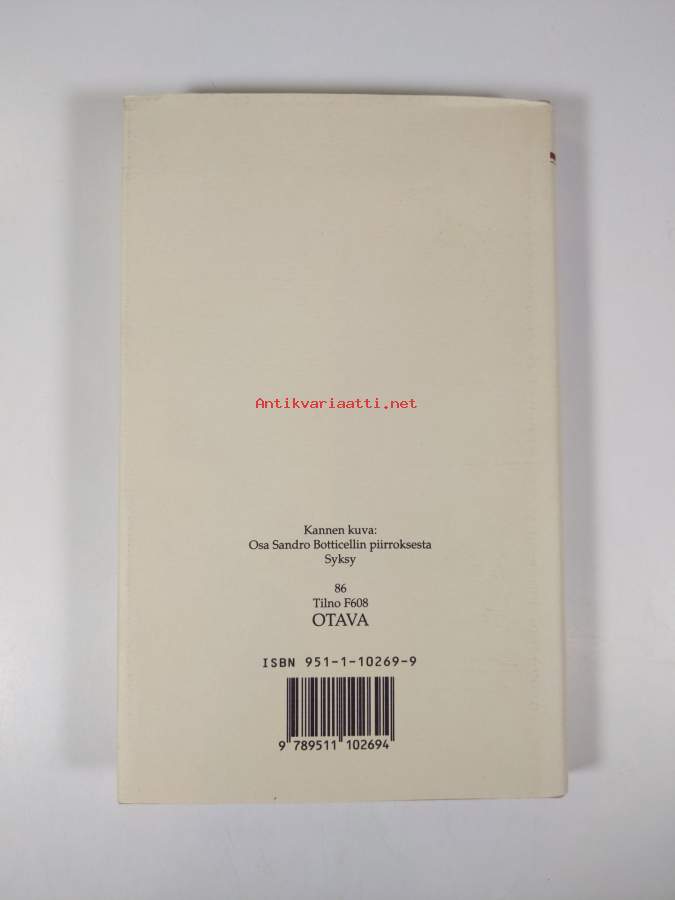 Antikvariaatti.net
Kannen kuva:
Osa Sandro Botticellin piirroksesta
Syksy
86
Tilno F608
OTAVA
ISBN 951-1-10269-9
9 789511 102694